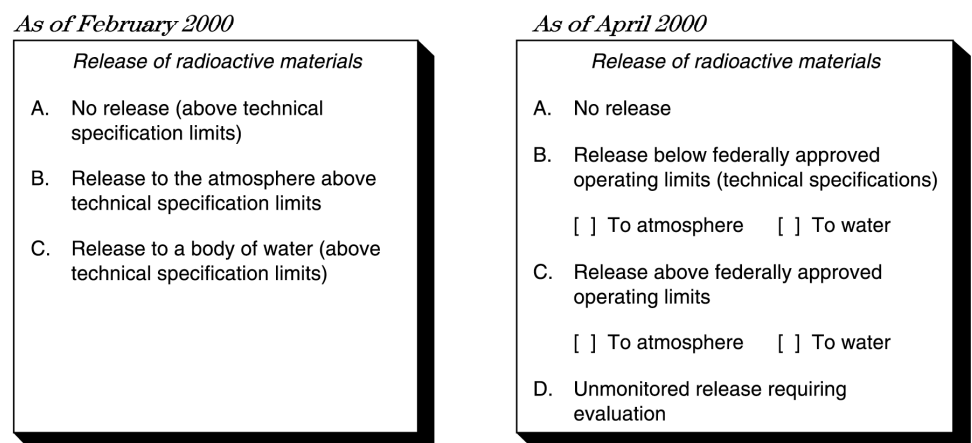 As of February 2000
Release of radioactive materials
A. No release (above technical
specification limits)
B. Release to the atmosphere above
technical specification limits
C. Release to a body of water (above
technical specification limits)
As of April 2000
Release of radioactive materials
A. No release
B. Release below federally approved
operating limits (technical specifications)
[ ] To atmosphere [ ] To water
C. Release above federally approved
operating limits
[ ] To atmosphere [ ] To water
D. Unmonitored release requiring
evaluation